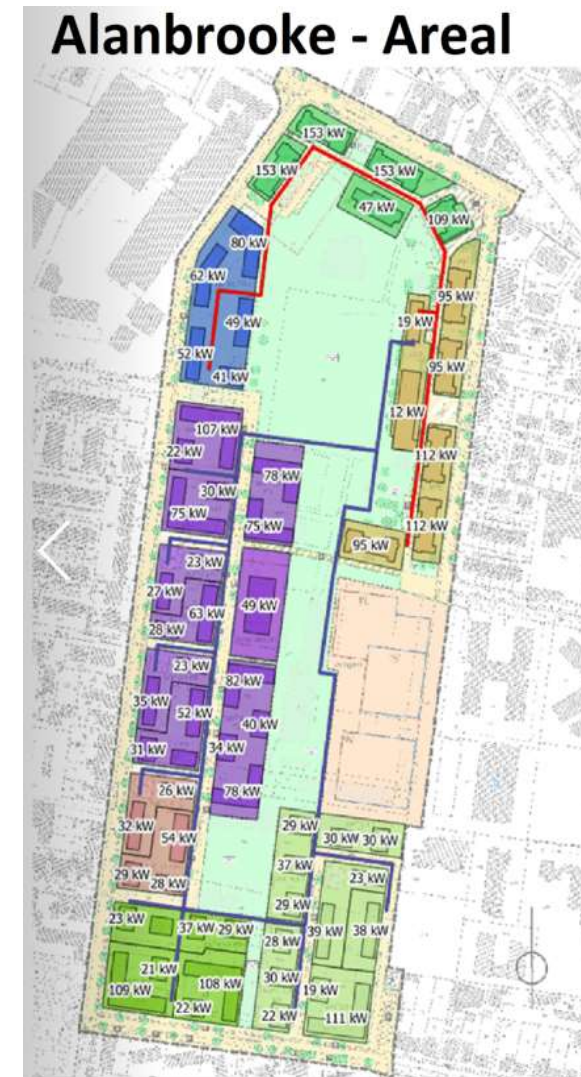 Alanbrooke - Areal
153 kW
153 kW
153 kW
47 kW
109 kW
80 kW
62 kW
95 kW
49 kW
19 kW
52 kW
95 kW
41 kW
12 kW
107 kW
22 kW
112 kW
78 kW
30 kW
75 kW
75 kW
112 kW
95 kW
23 kW
27 kW
49 kW
63 kW
28 kW
23 kW
82 kW
35 kW
52 kW
40 kW
34 kW
31 kW
26 kW
78 kW
32 kW
29 kW
54 kW
30 kW
30 kW
37 kW
29 kW
23 kW
28 kW
29 kW
23 kW
37 kW
29 kW
39 kW
38 kW
28 kW
21 kW
30 kW
108 kW
19 kW
109 kW
22 kW
22 kW
111 kW